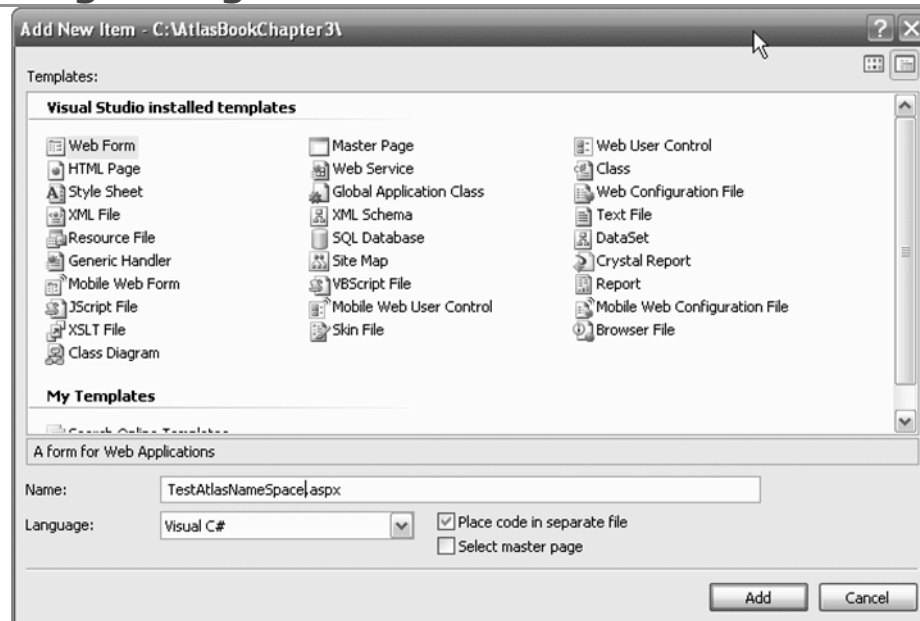 Add New Item - C:\AtlasBookChapter3\
Templates:
Visual Studio installed templates
Web Form
Master Page
Web User Control
HTML Page
Web Service
Class
Style Sheet
Global Application Class
Web Configuration File
XML File
XML Schema
Text File
Resource File
SQL Database
DataSet
Generic Handler
Site Map
Crystal Report
Mobile Web Form
VBScript File
Report
JScript File
Mobile Web User Control
Mobile Web Configuration File
XSLT File
Skin File
Browser File
Class Diagram
My Templates
Search Online Templates
A form for Web Applications
Name:
TestAtlasNameSpace.aspx
Language:
Visual C#
Place code in separate file
Select master page
Add
Cancel